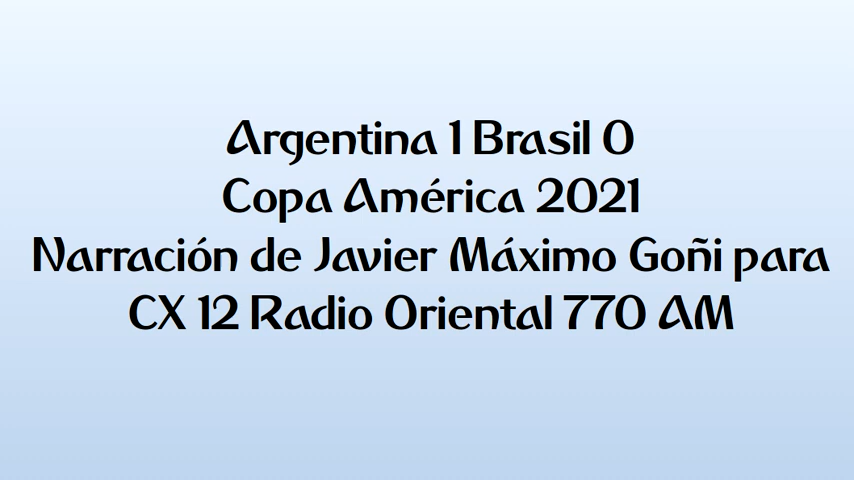 Argentina 1 Brasil 0
Copa América 2021
Narración de Javier Máximo Goñi para
CX 12 Radio Oriental 770 AM